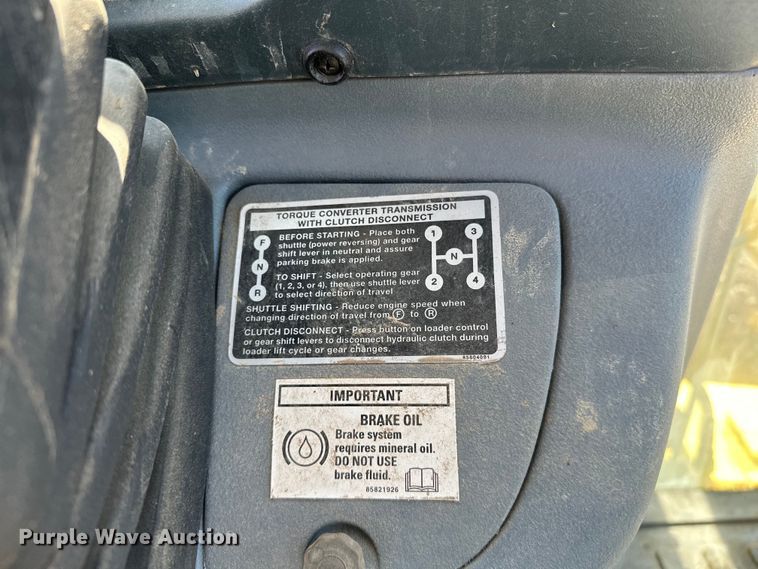 TORQUE CONVERTER TRANSMISSION
WITH CLUTCH DISCONNECT
F
N
R
BEFORE STARTING - Place both
shuttle (power reversing) and gear
shift lever in neutral and assure
parking brake is applied.
TO SHIFT - Select operating gear
(1, 2, 3, or 4), then use shuttle lever
to select direction of travel
1 3
N
2 4
SHUTTLE SHIFTING - Reduce engine speed when
changing direction of travel from F to R
CLUTCH DISCONNECT - Press button on loader control
or gear shift levers to disconnect hydraulic clutch during
loader lift cycle or gear changes.
85804091
IMPORTANT
BRAKE OIL
Brake system
requires mineral oil.
DO NOT USE
brake fluid.
85821926
Purple Wave Auction